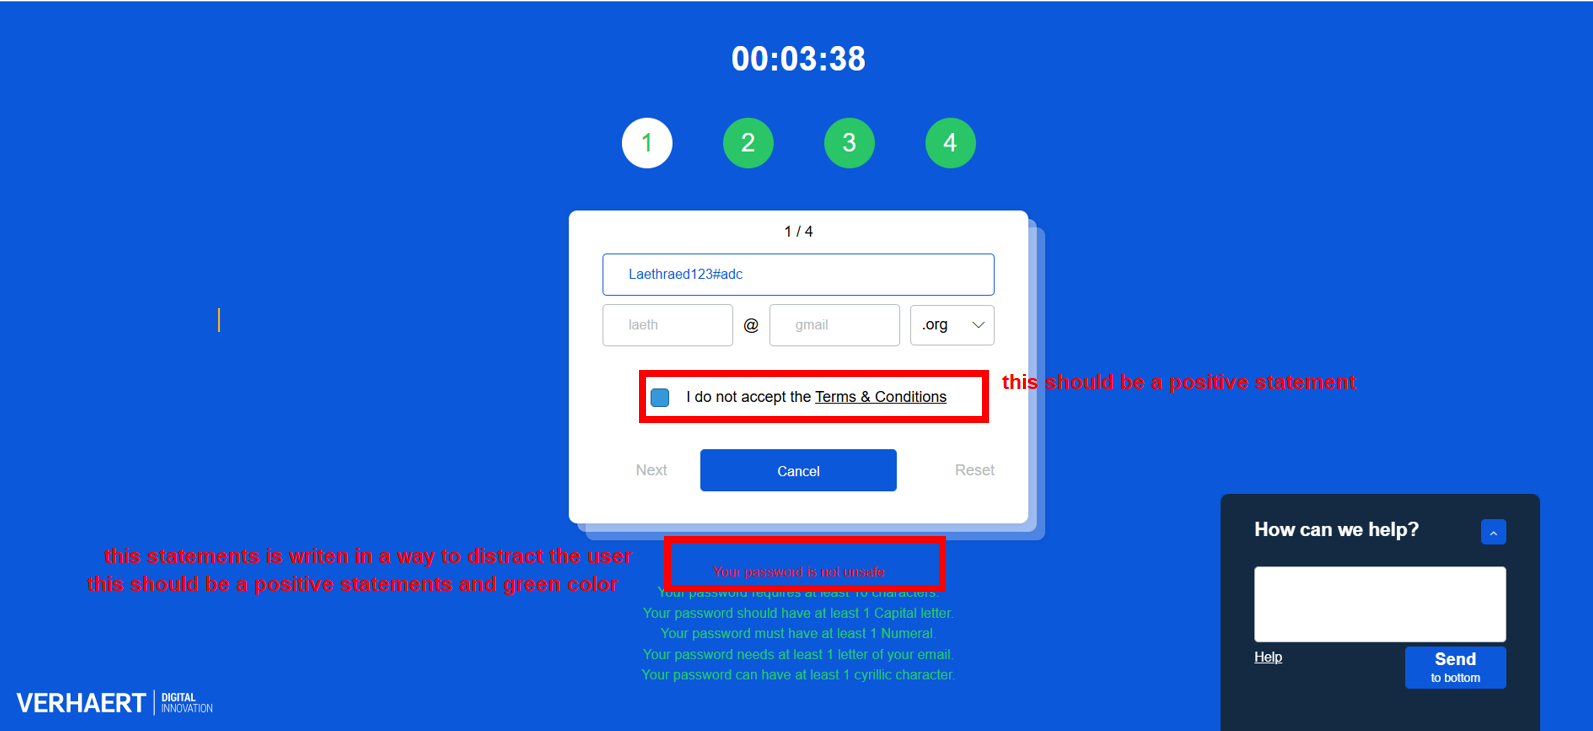 00:03:38
1 2 3 4
1 / 4
Laethraed123#adc
laeth @ gmail .org
I do not accept the Terms & Conditions
this should be a positive statement
Next Cancel Reset
How can we help?
this statements is writen in a way to distract the user
this should be a positive statements and green color
Your password is not unsafe
Your password requires at least 10 characters.
Your password should have at least 1 Capital letter.
Your password must have at least 1 Numeral.
Your password needs at least 1 letter of your email.
Your password can have at least 1 cyrillic character.
Help
Send
to bottom
VERHAERT DIGITAL
INNOVATION